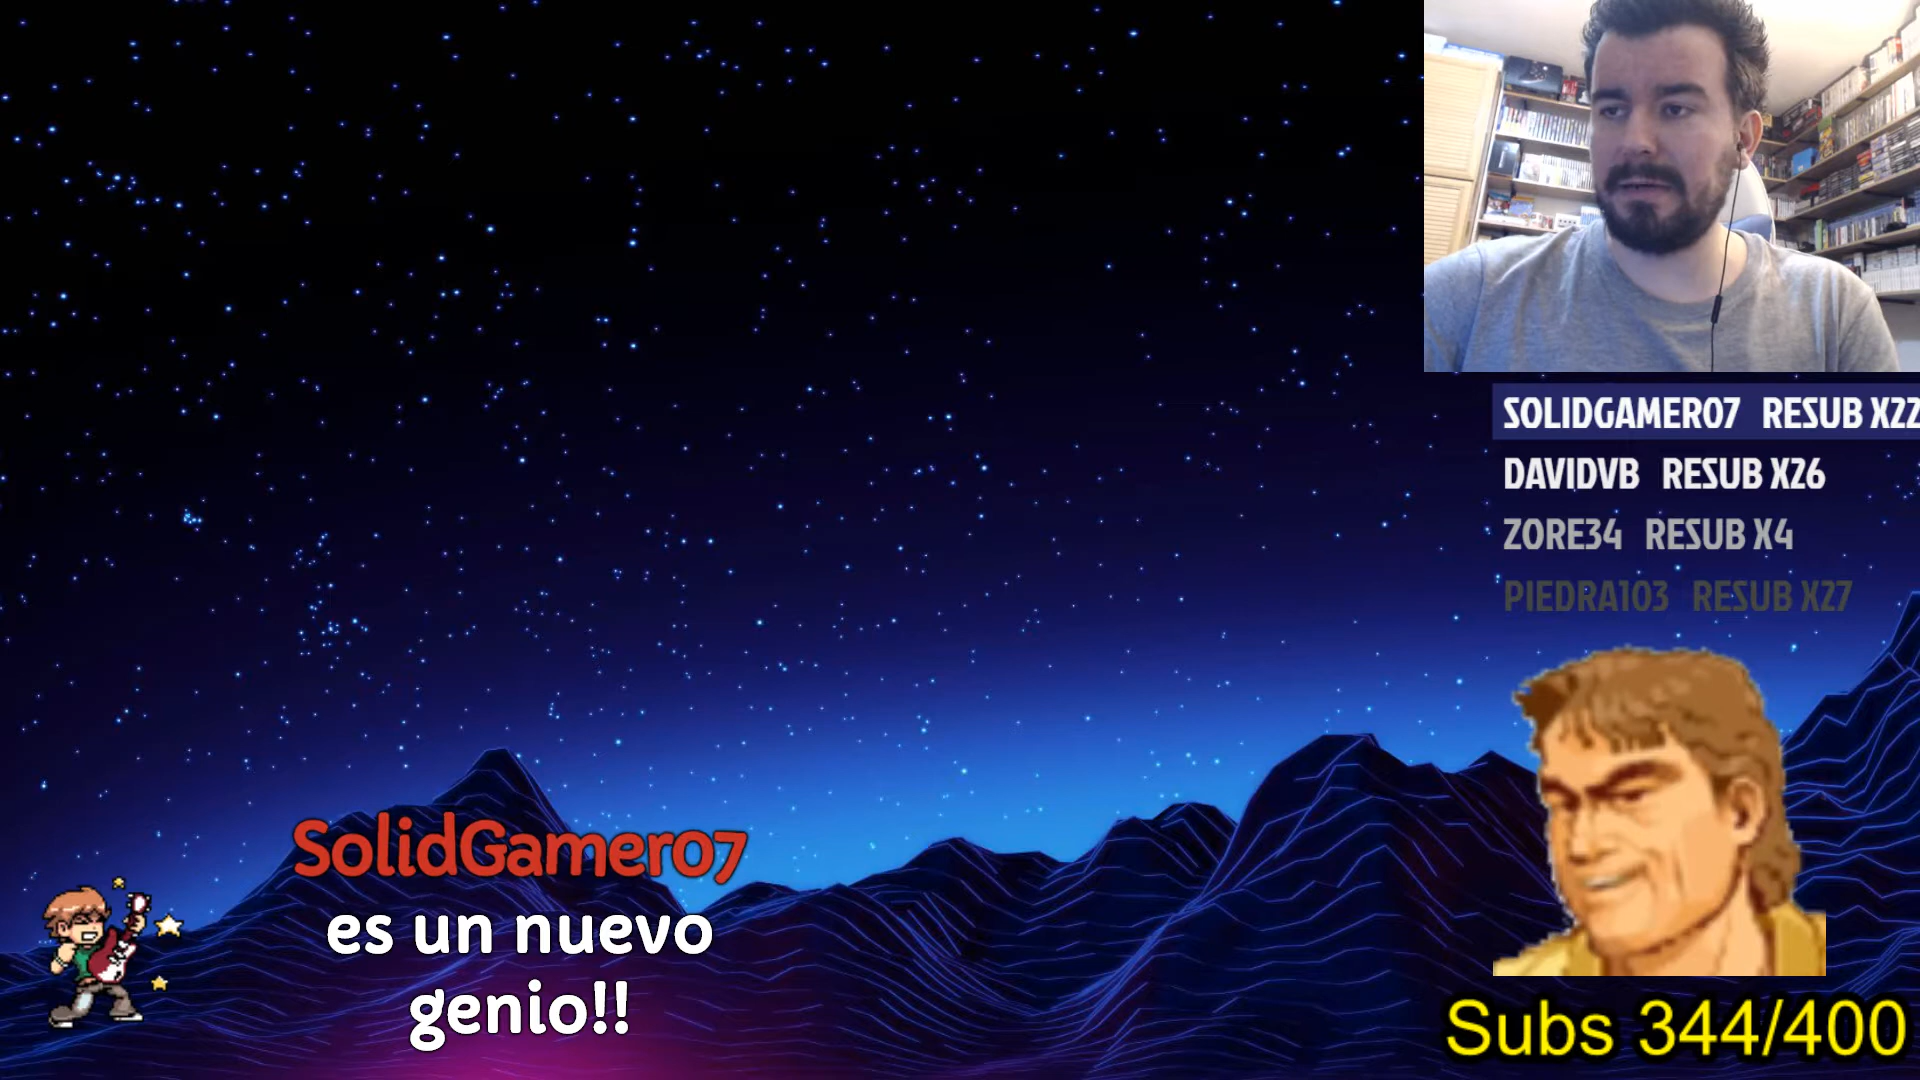 SOLIDGAMER07 RESUB X22
DAVIDVB RESUB X26
ZORE34 RESUB X4
PIEDRA103 RESUB X27
SolidGamer07
es un nuevo
genio!!
Subs 344/400